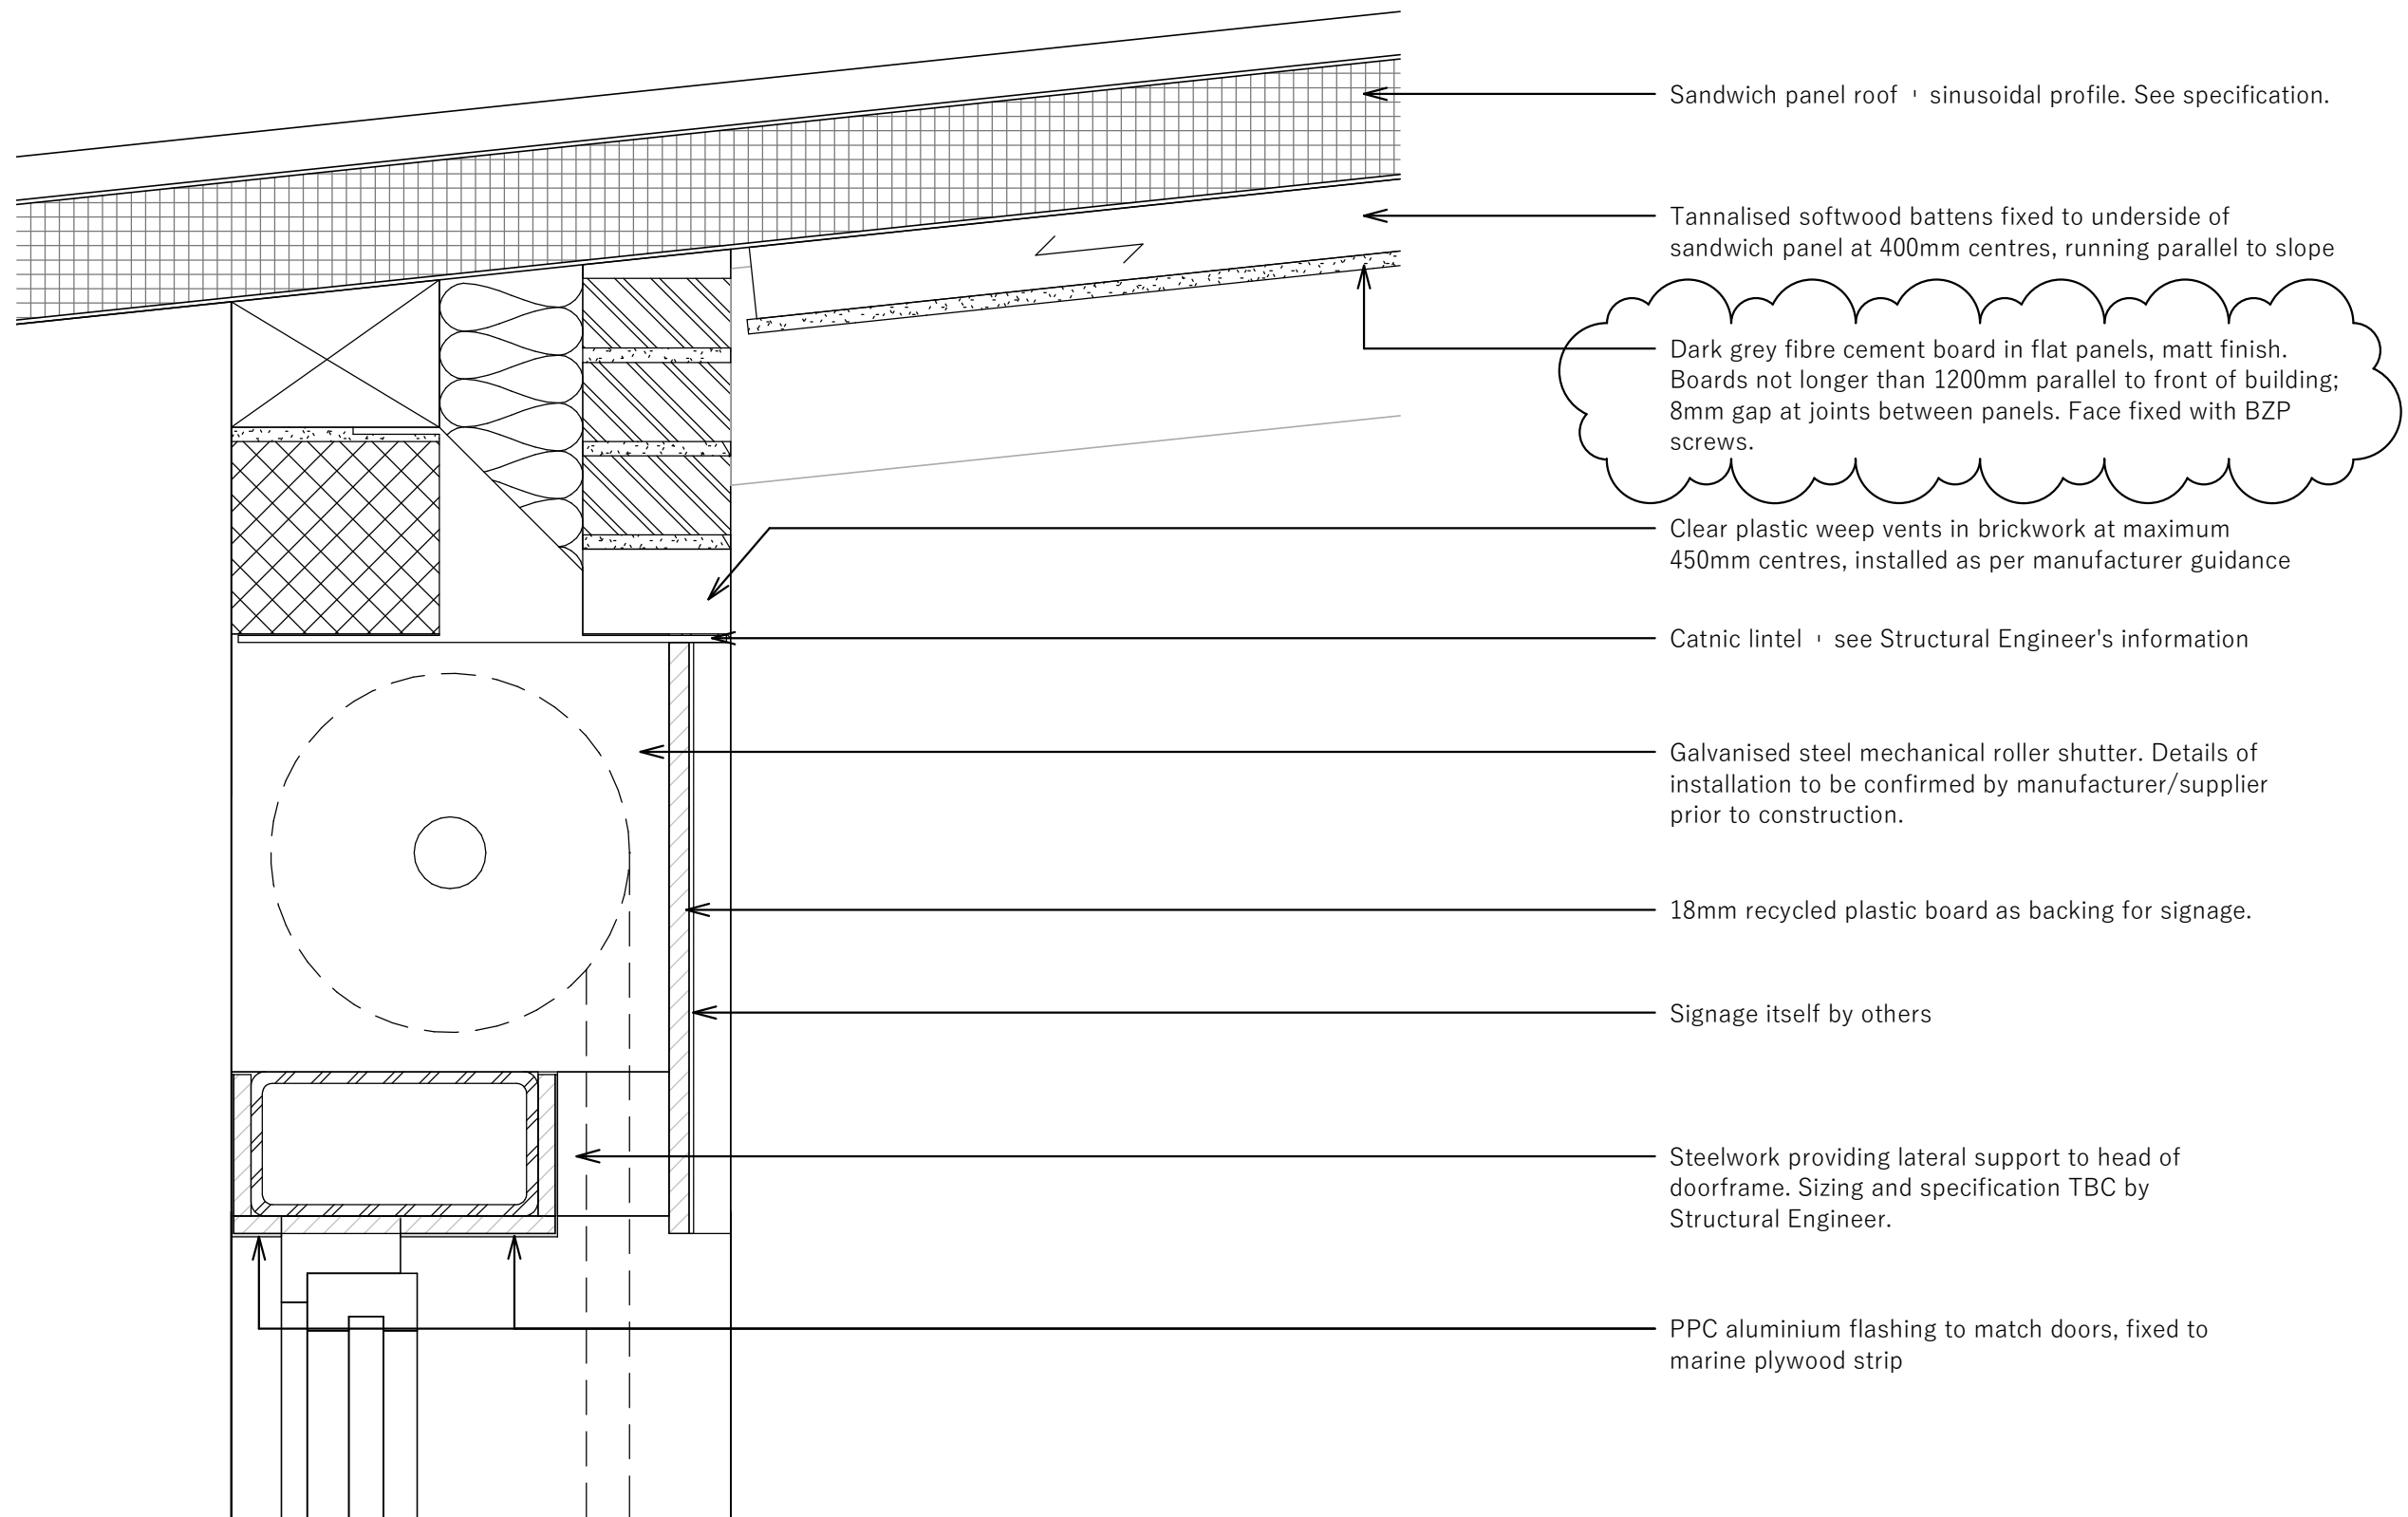 Sandwich panel roof ' sinusoidal profile. See specification.
Tannalised softwood battens fixed to underside of
sandwich panel at 400mm centres, running parallel to slope
Dark grey fibre cement board in flat panels, matt finish.
Boards not longer than 1200mm parallel to front of building;
8mm gap at joints between panels. Face fixed with BZP
screws.
Clear plastic weep vents in brickwork at maximum
450mm centres, installed as per manufacturer guidance
Catnic lintel ' see Structural Engineer's information
Galvanised steel mechanical roller shutter. Details of
installation to be confirmed by manufacturer/supplier
prior to construction.
18mm recycled plastic board as backing for signage.
Signage itself by others
Steelwork providing lateral support to head of
doorframe. Sizing and specification TBC by
Structural Engineer.
PPC aluminium flashing to match doors, fixed to
marine plywood strip